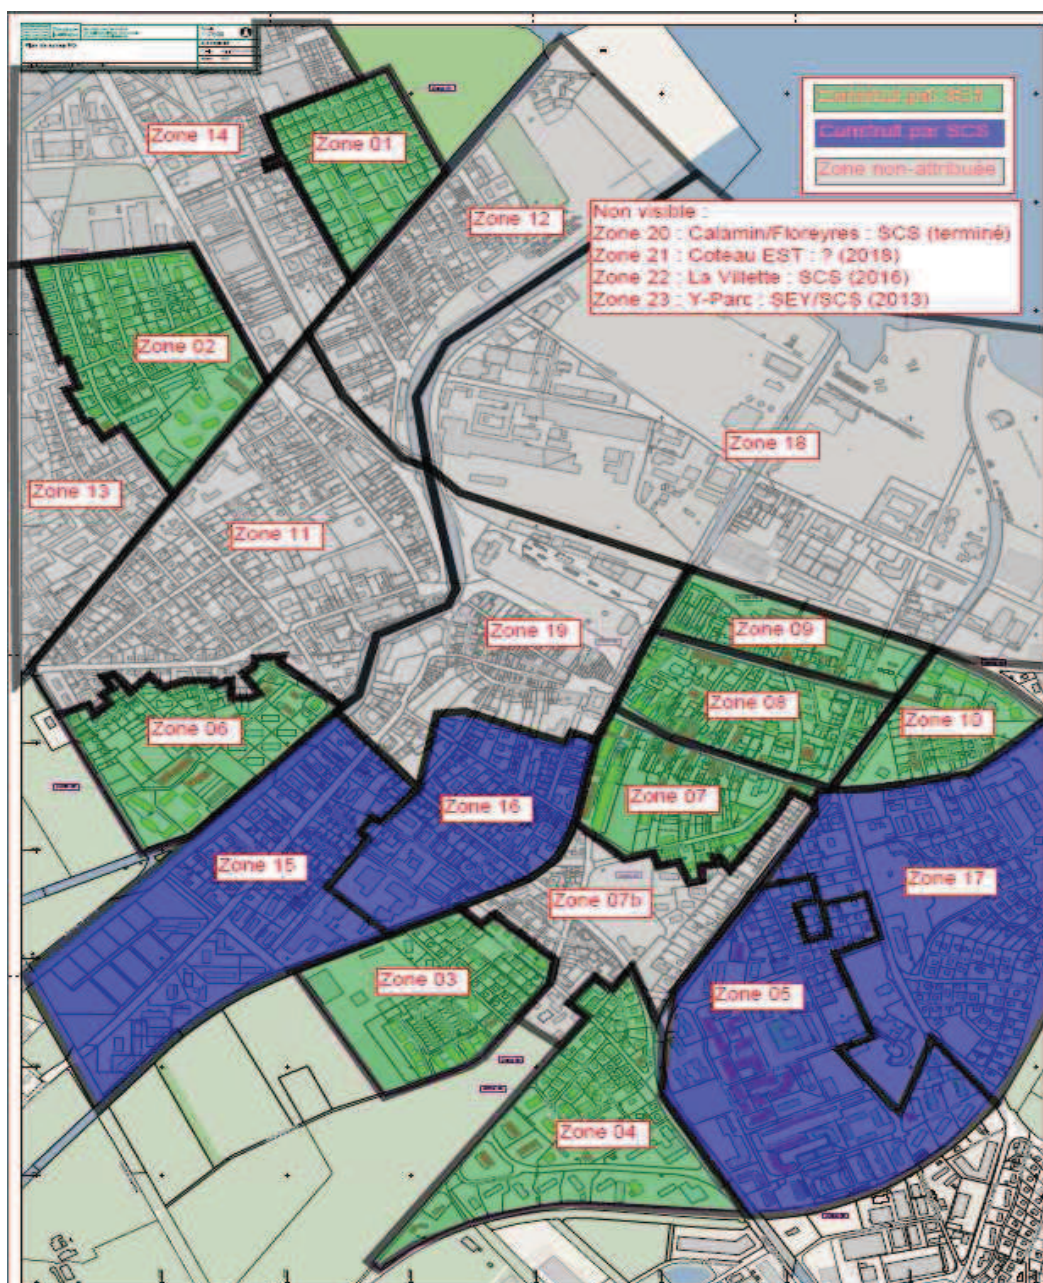 Construit par SEY
Construit par SCS
Zone non-attribuée
Non visible :
Zone 20 : Calamin/Floreyres : SCS (terminé)
Zone 21 : Coteau EST : ? (2018)
Zone 22 : La Villette : SCS (2016)
Zone 23 : Y-Parc : SEY/SCS (2013)
Zone 14
Zone 01
Zone 12
Zone 02
Zone 18
Zone 13
Zone 11
Zone 19
Zone 09
Zone 08
Zone 10
Zone 06
Zone 07
Zone 16
Zone 15
Zone 07b
Zone 17
Zone 03
Zone 05
Zone 04